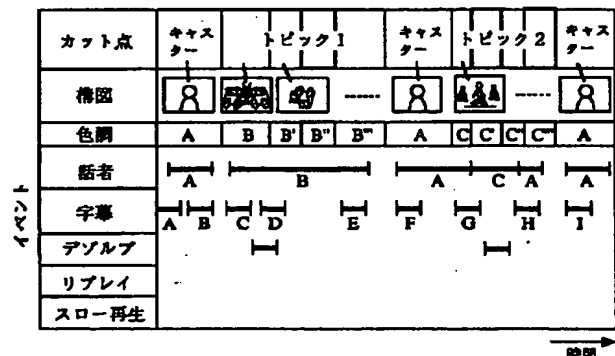 カット点 キャスター トピック1 キャスター トピック2 キャスター
構図 ------ ------
色調 A B B' B'' B''' A C C' C'' C''' A
イベント
話者 A B A C A A
字幕 A B C D E F G H I
デゾルブ
リプレイ
スロー再生
時間